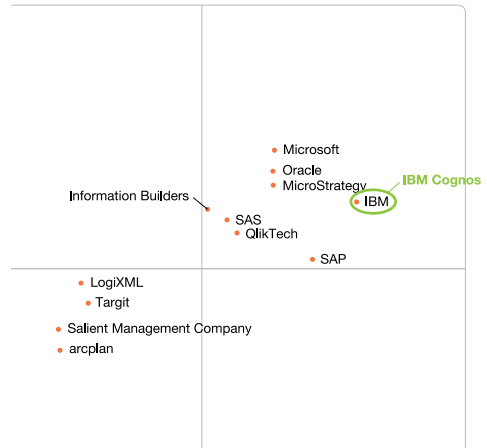 Microsoft
Oracle
MicroStrategy
IBM Cognos
Information Builders
IBM
SAS
QlikTech
SAP
LogiXML
Targit
Salient Management Company
arcplan